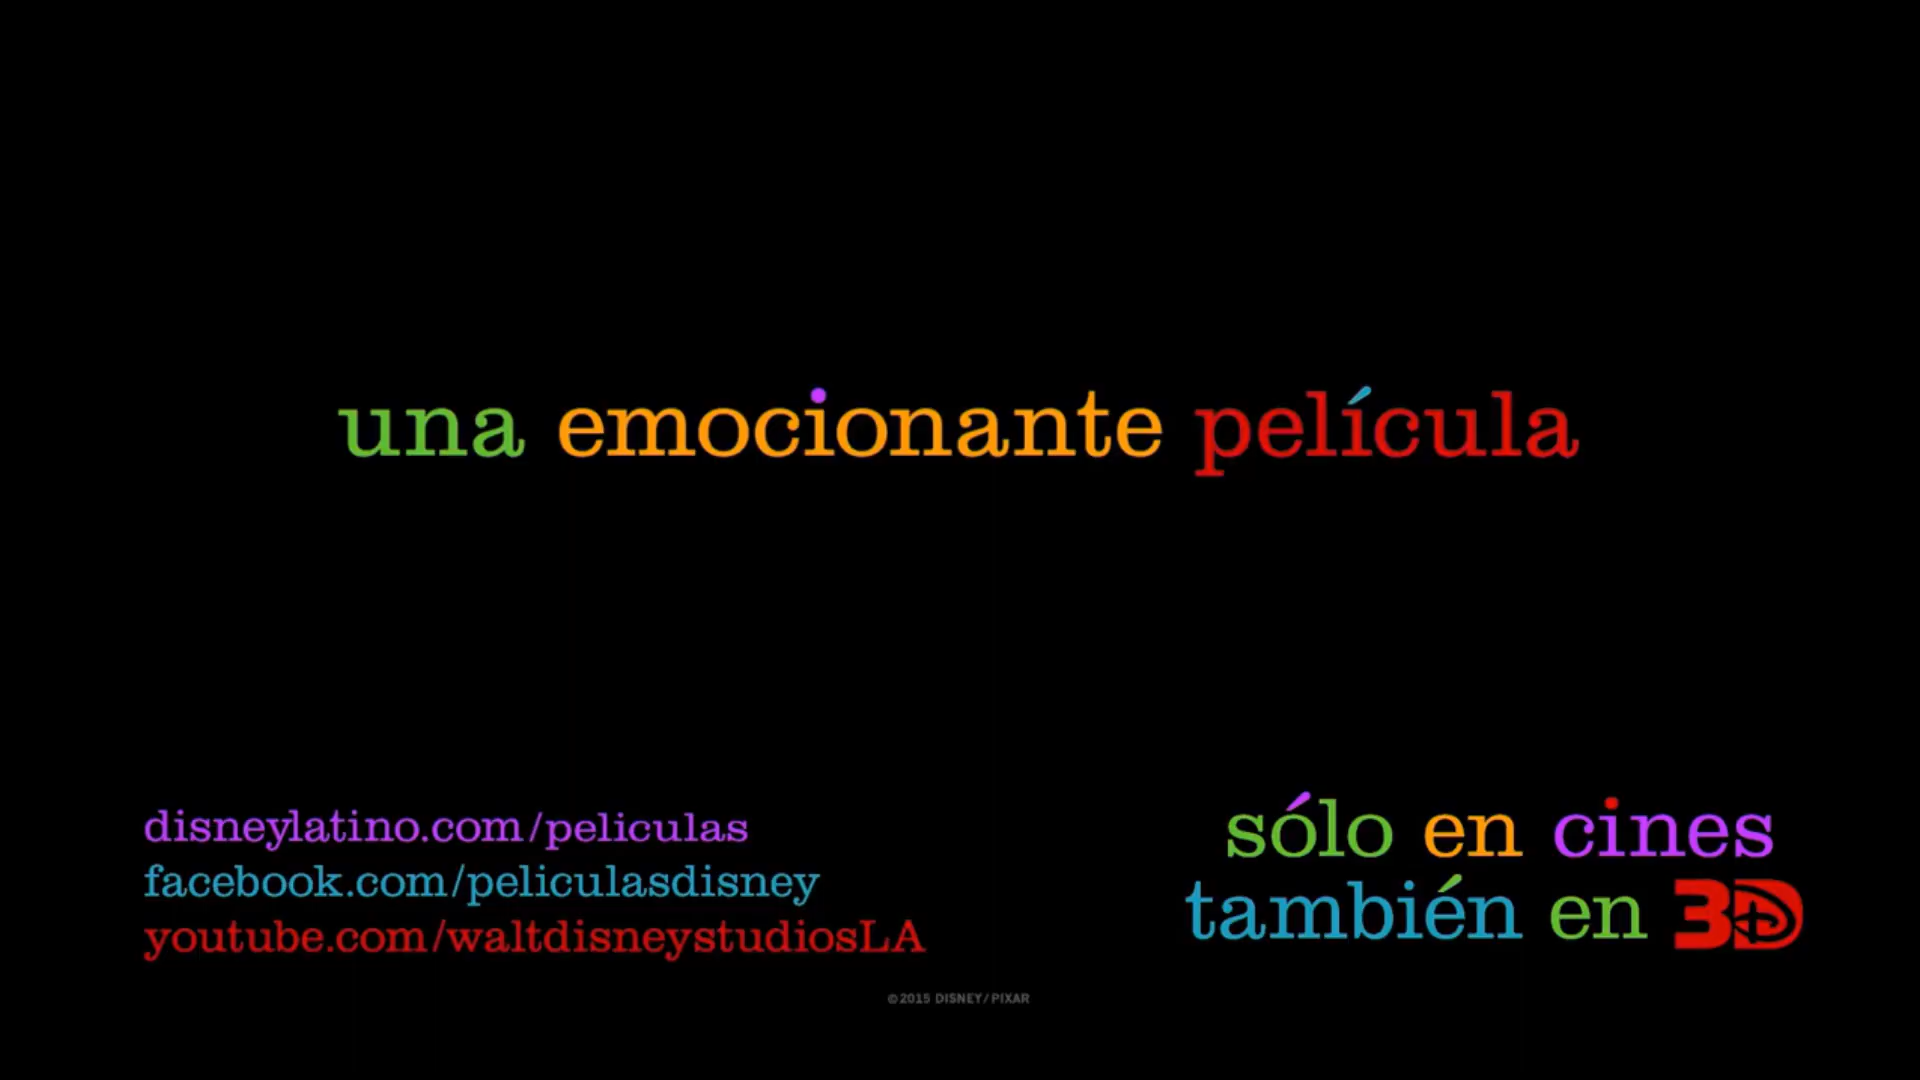 una emocionante película
disneylatino.com/peliculas
facebook.com/peliculasdisney
youtube.com/waltdisneystudiosLA
sólo en cines
también en 3D
©2015 DISNEY/PIXAR